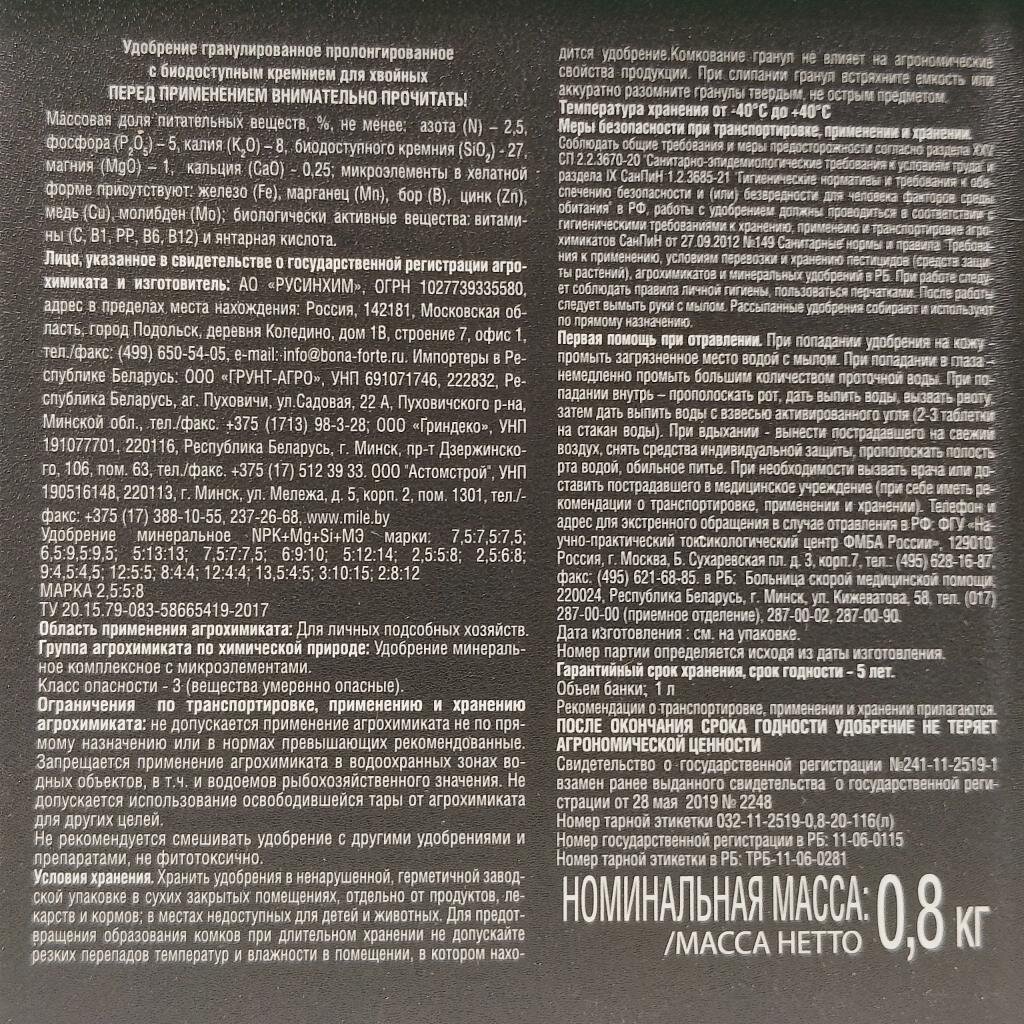 Удобрение гранулированное пролонгированное
с биодоступным кремнием для хвойных
ПЕРЕД ПРИМЕНЕНИЕМ ВНИМАТЕЛЬНО ПРОЧИТАТЬ!
Массовая доля питательных веществ, %, не менее: азота (N) – 2,5,
фосфора (P₂O₅) – 5, калия (K₂O) – 8, биодоступного кремния (SiO₂) - 27,
магния (MgO) – 1, кальция (CaO) - 0,25; микроэлементы в хелатной
форме присутствуют: железо (Fe), марганец (Mn), бор (B), цинк (Zn),
медь (Cu), молибден (Mo); биологически активные вещества: витами-
ны (C, B1, PP, B6, B12) и янтарная кислота.
Лицо, указанное в свидетельстве о государственной регистрации агро-
химиката и изготовитель: АО «РУСИНХИМ», ОГРН 1027739335580,
адрес в пределах места нахождения: Россия, 142181, Московская об-
ласть, город Подольск, деревня Коледино, дом 1В, строение 7, офис 1,
тел./факс: (499) 650-54-05, e-mail: info@bona-forte.ru. Импортеры в Ре-
спублике Беларусь: ООО «ГРУНТ-АГРО», УНП 691071746, 222832, Ре-
спублика Беларусь, аг. Пуховичи, ул.Садовая, 22 А, Пуховичского р-на,
Минской обл., тел./факс. +375 (1713) 98-3-28; ООО «Гриндеко», УНП
191077701, 220116, Республика Беларусь, г. Минск, пр-т Дзержинско-
го, 106, пом. 63, тел./факс. +375 (17) 512 39 33. ООО "Астомстрой", УНП
190516148, 220113, г. Минск, ул. Мележа, д. 5, корп. 2, пом. 1301, тел./-
факс: +375 (17) 388-10-55, 237-26-68, www.mile.by
Удобрение минеральное NPK+Mg+Si+МЭ марки: 7,5:7,5:7,5;
6,5:9,5:9,5; 5:13:13; 7,5:7:7,5; 6:9:10; 5:12:14; 2,5:5:8; 2,5:6:8;
9:4,5:4,5; 12:5:5; 8:4:4; 12:4:4; 13,5:4:5; 3:10:15; 2:8:12
МАРКА 2,5:5:8
ТУ 20.15.79-083-58665419-2017
Область применения агрохимиката: Для личных подсобных хозяйств.
Группа агрохимиката по химической природе: Удобрение минераль-
ное комплексное с микроэлементами.
Класс опасности - 3 (вещества умеренно опасные).
Ограничения по транспортировке, применению и хранению
агрохимиката: не допускается применение агрохимиката не по пря-
мому назначению или в нормах превышающих рекомендованные.
Запрещается применение агрохимиката в водоохранных зонах во-
дных объектов, в т.ч. и водоемов рыбохозяйственного значения. Не
допускается использование освободившейся тары от агрохимиката
для других целей.
Не рекомендуется смешивать удобрение с другими удобрениями и
препаратами, не фитотоксично.
Условия хранения. Хранить удобрения в ненарушенной, герметичной завод-
ской упаковке в сухих закрытых помещениях, отдельно от продуктов, ле-
карств и кормов; в местах недоступных для детей и животных. Для предот-
вращения образования комков при длительном хранении не допускайте
резких перепадов температур и влажности в помещении, в котором нахо-
дится удобрение.Комкование гранул не влияет на агрономические
свойства продукции. При слипании гранул встряхните емкость или
аккуратно разомните гранулы твердым, не острым предметом.
Температура хранения от -40°С до +40°С
Меры безопасности при транспортировке, применении и хранении.
Соблюдать общие требования и меры предосторожности согласно раздела XXV
СП 2.2.3670-20 "Санитарно-эпидемиологические требования к условиям труда" и
раздела IX СанПиН 1.2.3685-21 "Гигиенические нормативы и требования к обе-
спечению безопасности и (или) безвредности для человека факторов среды
обитания" в РФ, работы с удобрением должны проводиться в соответствии с
гигиеническими требованиями к хранению, применению и транспортировке агро-
химикатов СанПиН от 27.09.2012 №149 Санитарные нормы и правила "Требова-
ния к применению, условиям перевозки и хранению пестицидов (средств защи-
ты растений), агрохимикатов и минеральных удобрений в РБ. При работе следу-
ет соблюдать правила личной гигиены, пользоваться перчатками. После работы
следует вымыть руки с мылом. Рассыпанные удобрения собирают и используют
по прямому назначению.
Первая помощь при отравлении. При попадании удобрения на кожу -
промыть загрязненное место водой с мылом. При попадании в глаза -
немедленно промыть большим количеством проточной воды. При по-
падании внутрь – прополоскать рот, дать выпить воды, вызвать рвоту,
затем дать выпить воды с взвесью активированного угля (2-3 таблетки
на стакан воды). При вдыхании - вынести пострадавшего на свежий
воздух, снять средства индивидуальной защиты, прополоскать полость
рта водой, обильное питье. При необходимости вызвать врача или до-
ставить пострадавшего в медицинское учреждение (при себе иметь ре-
комендации о транспортировке, применении и хранении). Телефон и
адрес для экстренного обращения в случае отравления в РФ: ФГУ «На-
учно-практический токсикологический центр ФМБА России», 129010,
Россия, г. Москва, Б. Сухаревская пл. д. 3, корп.7, тел.: (495) 628-16-87,
факс: (495) 621-68-85. в РБ: Больница скорой медицинской помощи,
220024, Республика Беларусь, г. Минск, ул. Кижеватова, 58, тел. (017)
287-00-00 (приемное отделение), 287-00-02, 287-00-90.
Дата изготовления : см. на упаковке.
Номер партии определяется исходя из даты изготовления.
Гарантийный срок хранения, срок годности - 5 лет.
Объем банки; 1 л
Рекомендации о транспортировке, применении и хранении прилагаются.
ПОСЛЕ ОКОНЧАНИЯ СРОКА ГОДНОСТИ УДОБРЕНИЕ НЕ ТЕРЯЕТ
АГРОНОМИЧЕСКОЙ ЦЕННОСТИ
Свидетельство о государственной регистрации №241-11-2519-1
взамен ранее выданного свидетельства о государственной реги-
страции от 28 мая 2019 № 2248
Номер тарной этикетки 032-11-2519-0,8-20-116(л)
Номер государственной регистрации в РБ: 11-06-0115
Номер тарной этикетки в РБ: ТРБ-11-06-0281
НОМИНАЛЬНАЯ МАССА: 0,8 кг
/МАССА НЕТТО